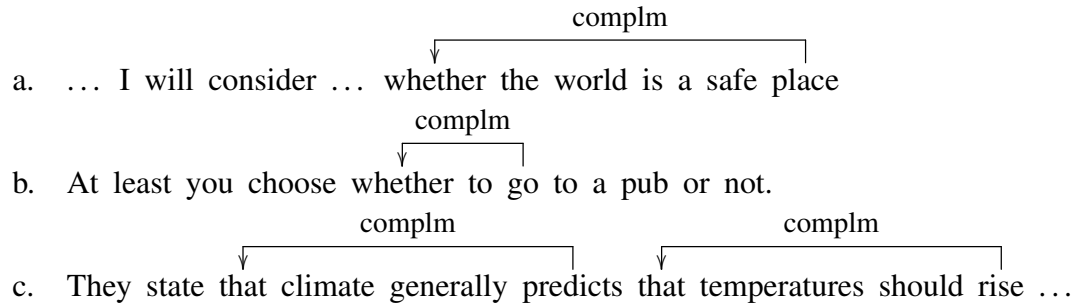 complm
a. … I will consider … whether the world is a safe place
complm
b. At least you choose whether to go to a pub or not.
complm complm
c. They state that climate generally predicts that temperatures should rise …